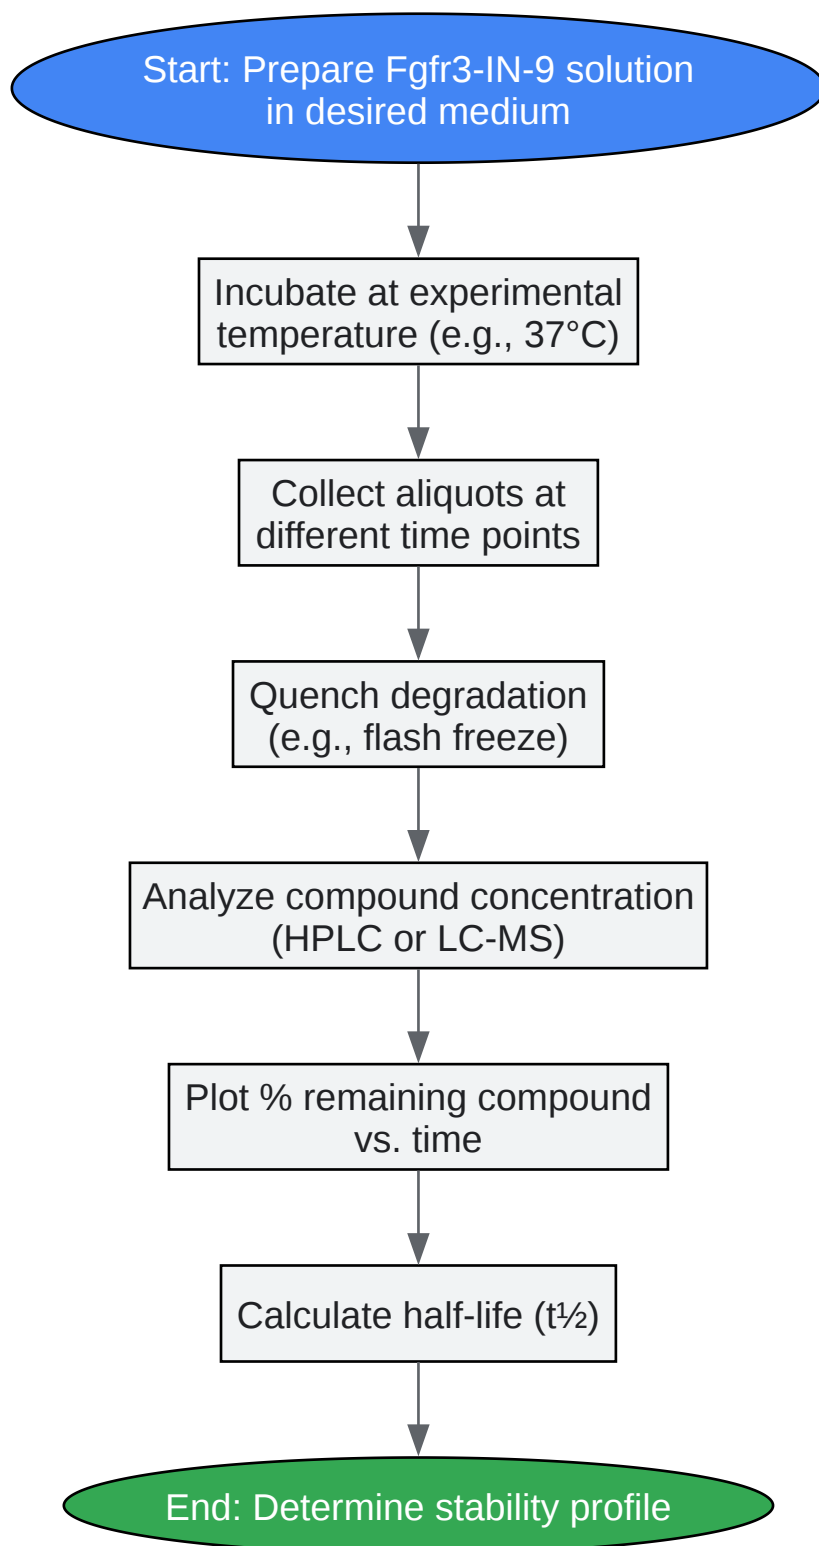 Start: Prepare Fgfr3-IN-9 solution
in desired medium
Incubate at experimental
temperature (e.g., 37°C)
Collect aliquots at
different time points
Quench degradation
(e.g., flash freeze)
Analyze compound concentration
(HPLC or LC-MS)
Plot % remaining compound
vs. time
Calculate half-life (t½)
End: Determine stability profile